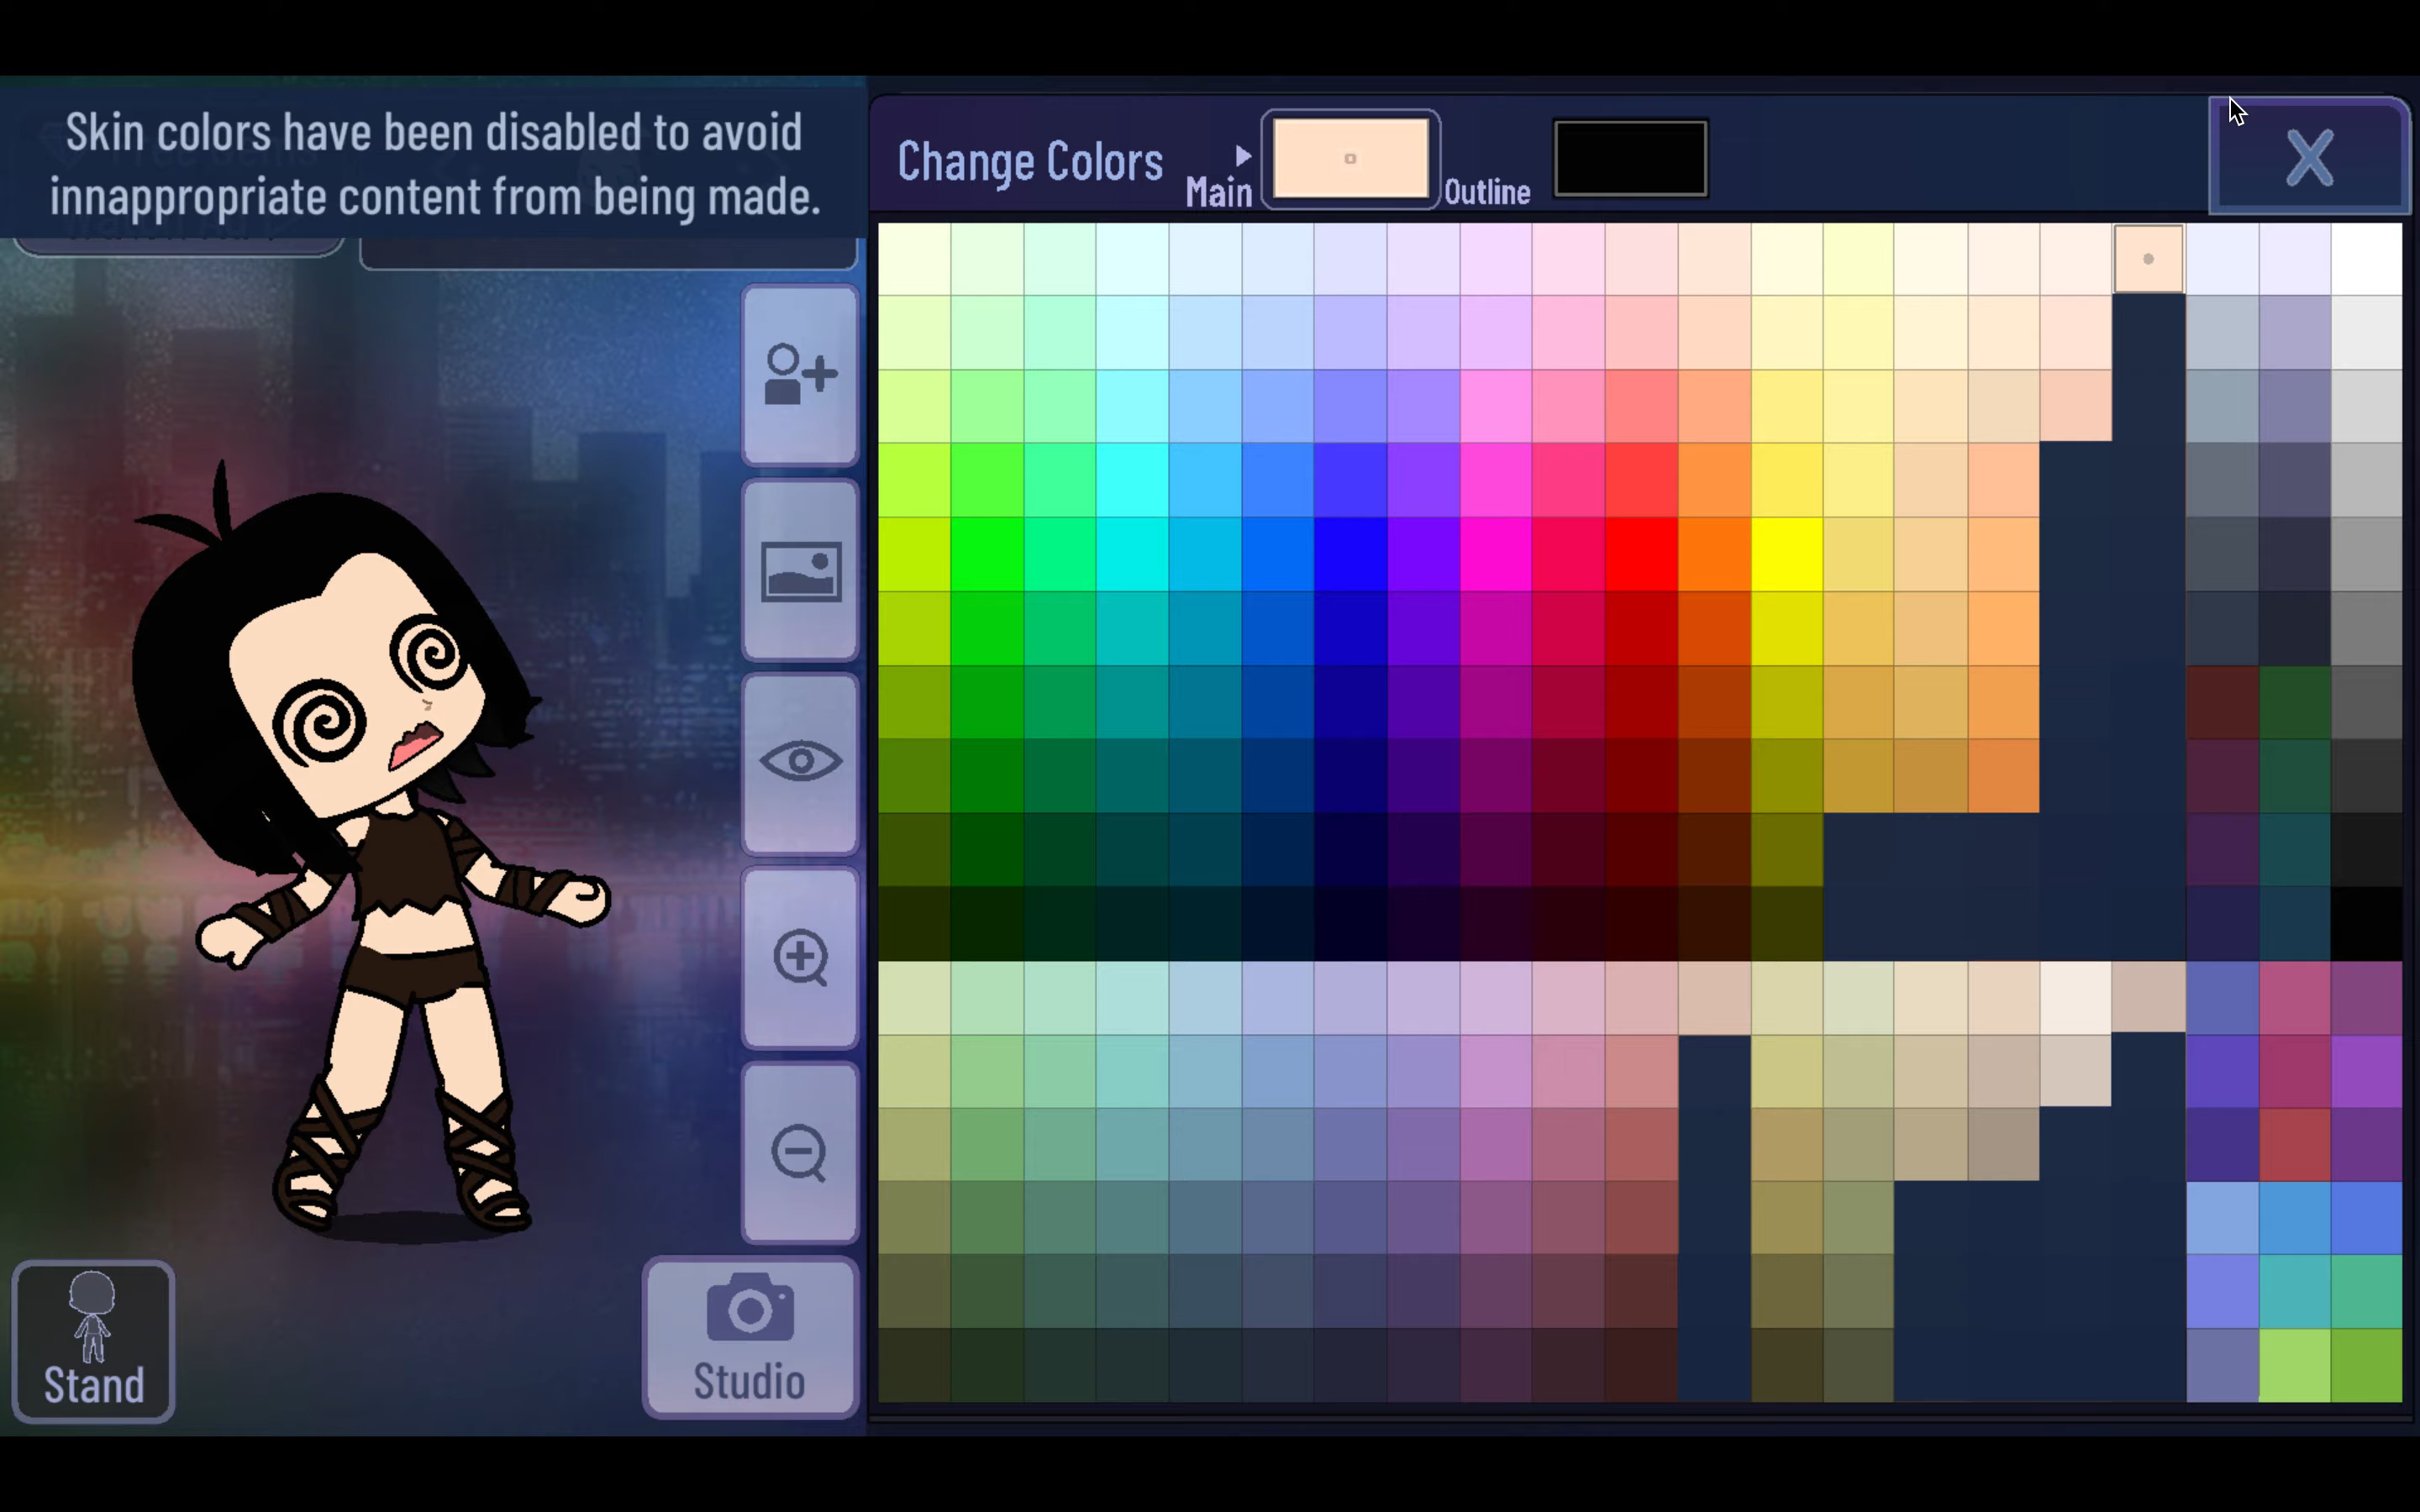 Skin colors have been disabled to avoid
innappropriate content from being made.
Change Colors
Main
Outline
X
Stand
Studio